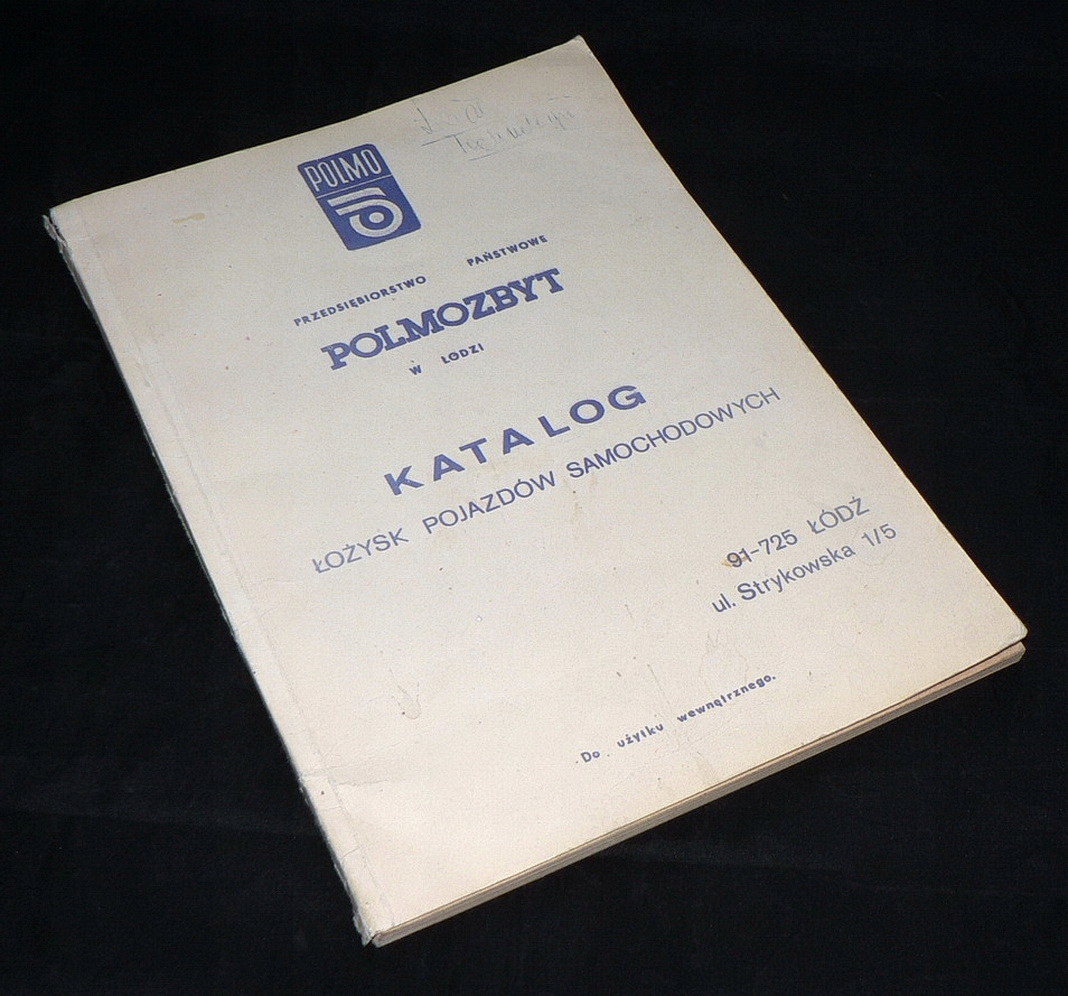 POLMO
PRZEDSIĘBIORSTWO PAŃSTWOWE
POLMOZBYT
W ŁODZI
KATALOG
ŁOŻYSK POJAZDÓW SAMOCHODOWYCH
91-725 ŁÓDŹ
ul. Strykowska 1/5
Do użytku wewnętrznego.